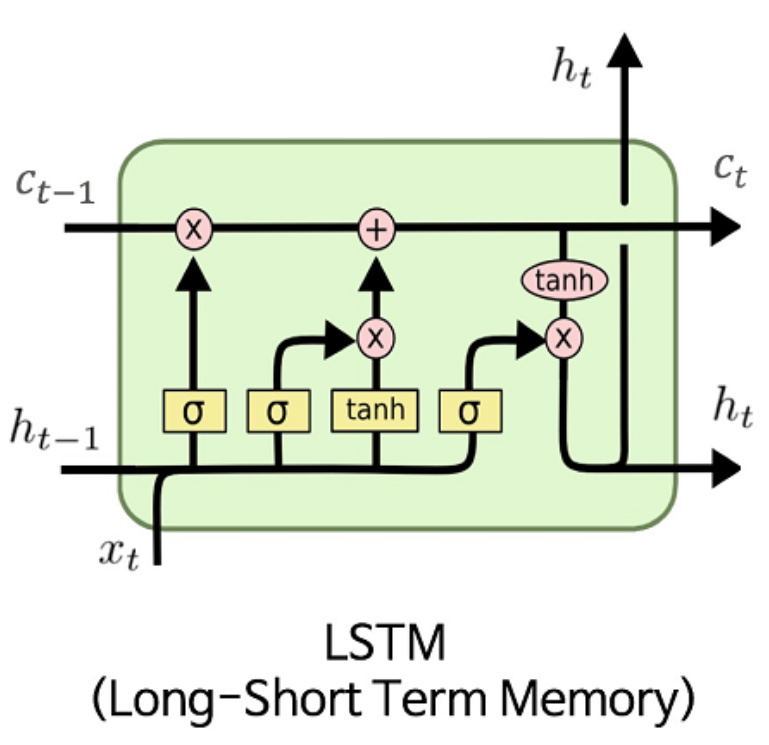 h_t
c_{t-1}
c_t
x
+
tanh
x
x
σ
σ
tanh
σ
h_{t-1}
h_t
x_t
LSTM
(Long-Short Term Memory)